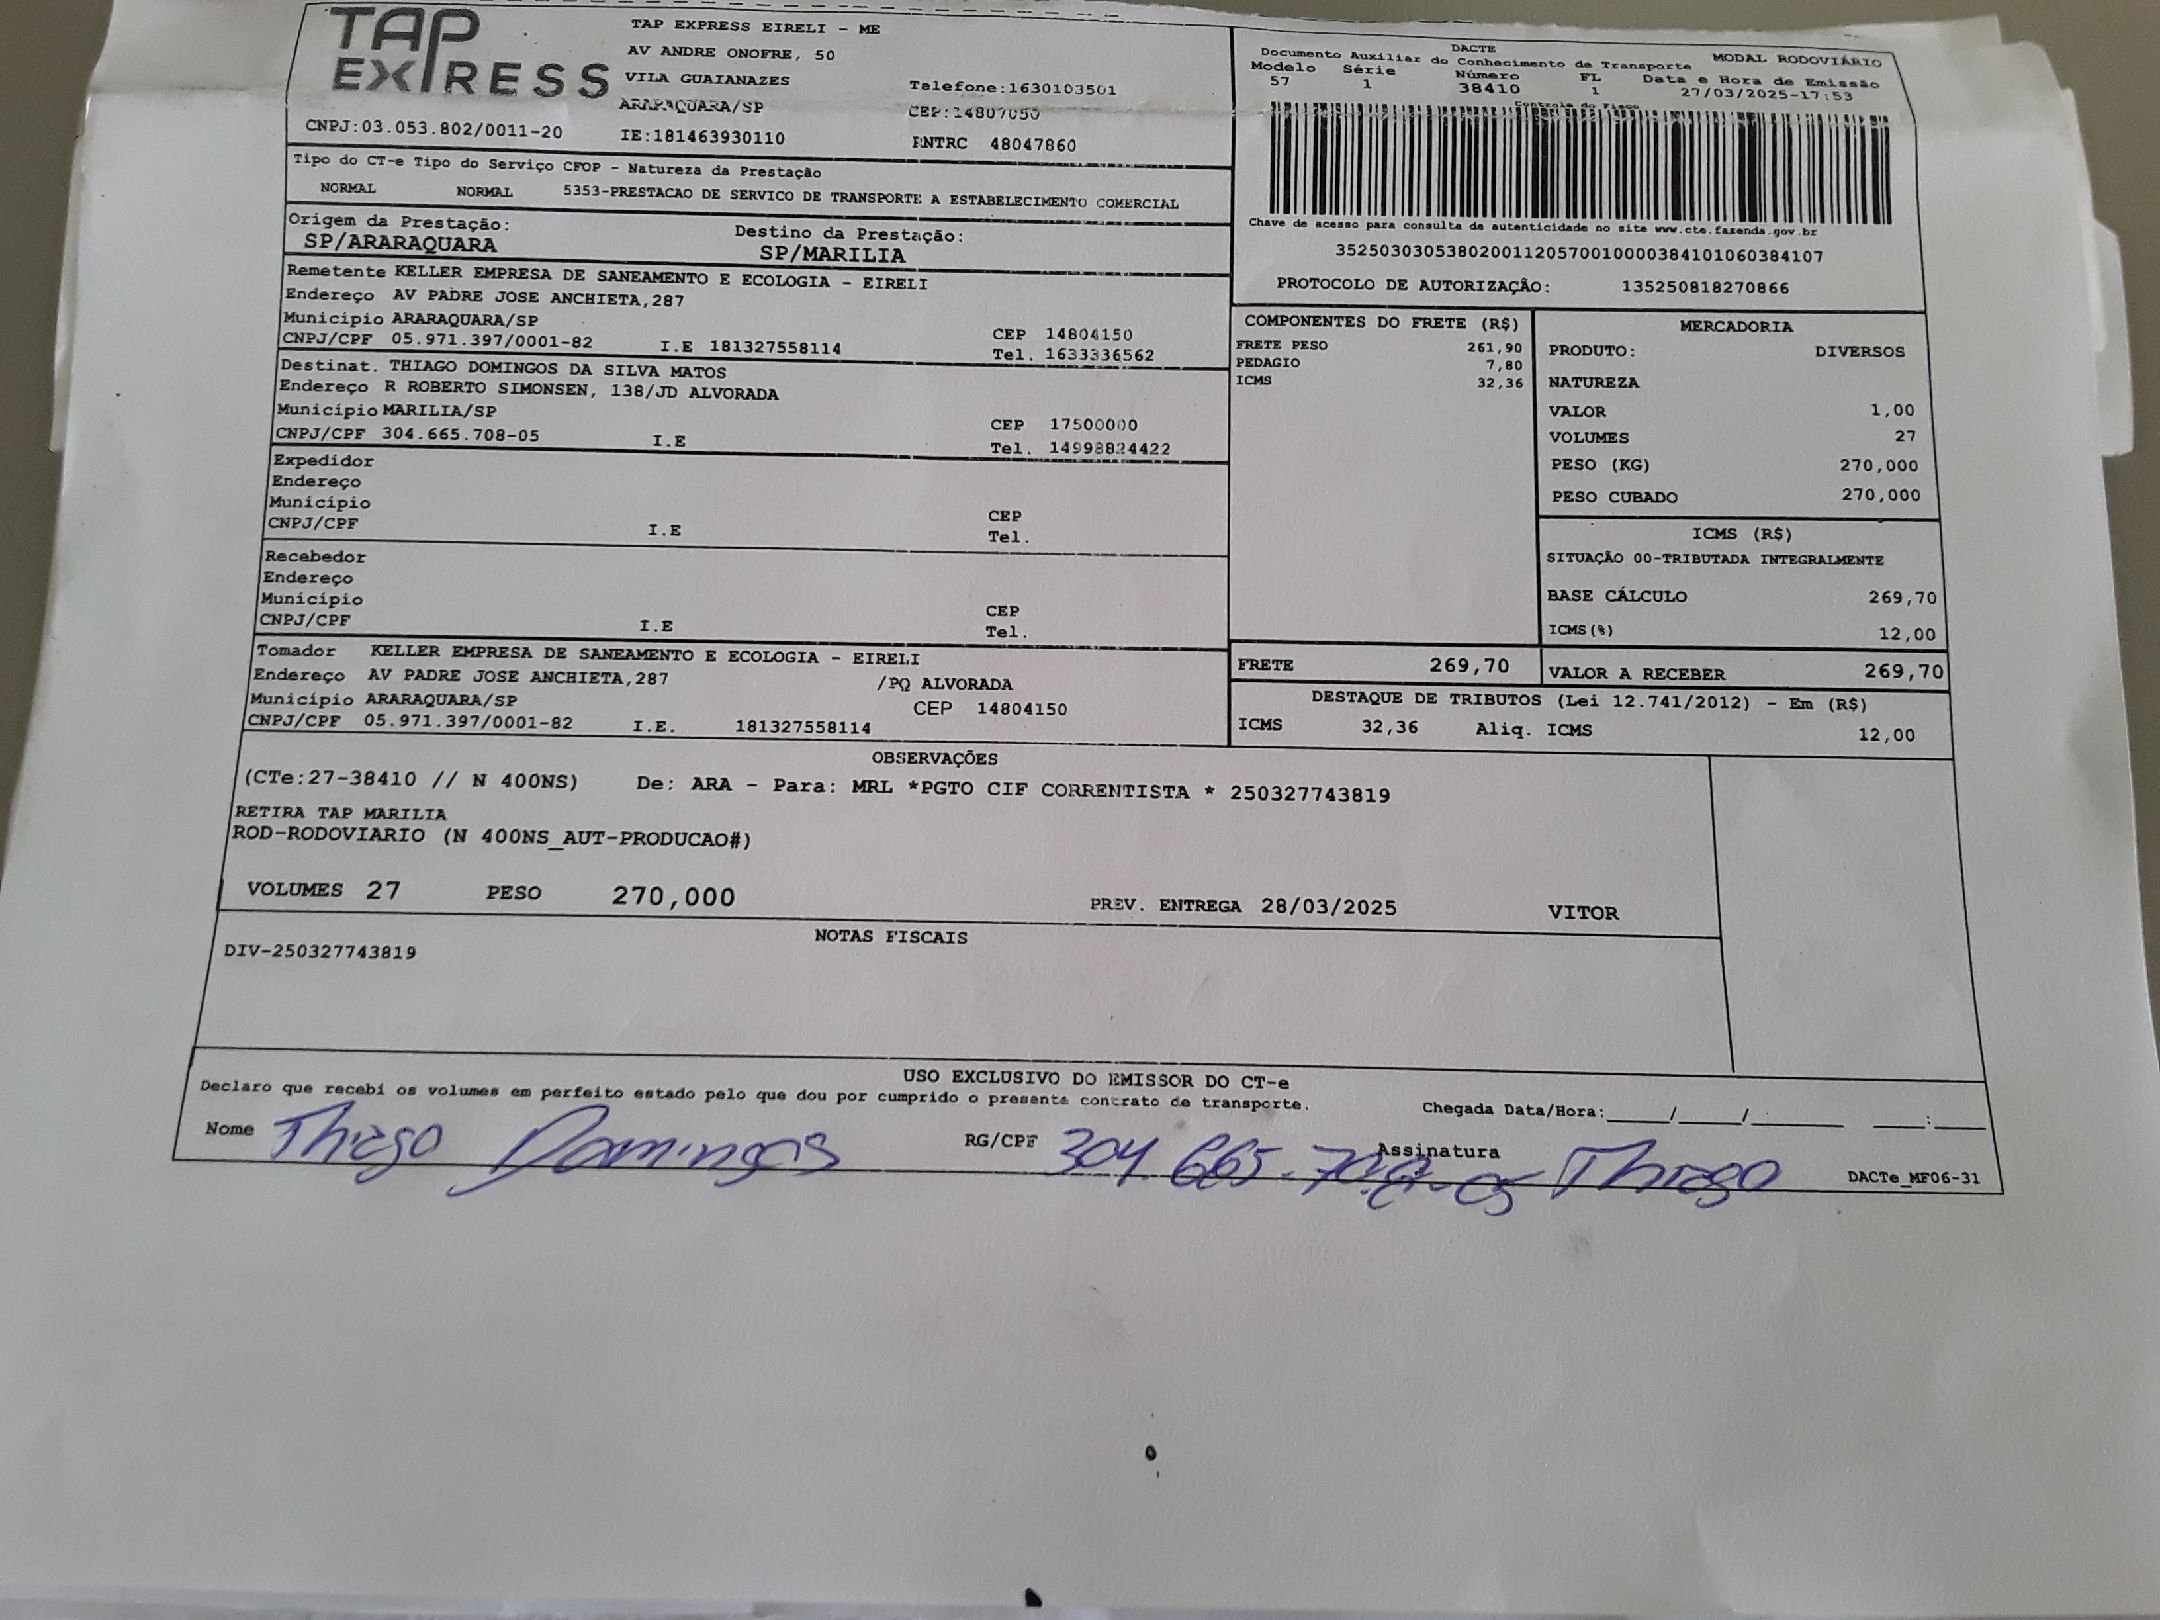 TAP EXPRESS
TAP EXPRESS EIRELI - ME
AV ANDRE ONOFRE, 50
VILA GUAIANAZES
Telefone:1630103501
ARARAQUARA/SP
CEP:14807050
CNPJ:03.053.802/0011-20
IE:181463930110
RNTRC 48047860
DACTE
Documento Auxiliar do Conhecimento de Transporte
MODAL RODOVIÁRIO
Modelo Série Número FL Data e Hora de Emissão
57 1 38410 1 27/03/2025-17:53
Controle do Fisco
Chave de acesso para consulta de autenticidade no site www.cte.fazenda.gov.br
35250303053802001120570010000384101060384107
PROTOCOLO DE AUTORIZAÇÃO: 135250818270866
Tipo do CT-e Tipo do Serviço CFOP - Natureza da Prestação
NORMAL NORMAL 5353-PRESTACAO DE SERVICO DE TRANSPORTE A ESTABELECIMENTO COMERCIAL
Origem da Prestação: Destino da Prestação:
SP/ARARAQUARA SP/MARILIA
Remetente KELLER EMPRESA DE SANEAMENTO E ECOLOGIA - EIRELI
Endereço AV PADRE JOSE ANCHIETA,287
Município ARARAQUARA/SP CEP 14804150
CNPJ/CPF 05.971.397/0001-82 I.E 181327558114 Tel. 1633336562
Destinat. THIAGO DOMINGOS DA SILVA MATOS
Endereço R ROBERTO SIMONSEN, 138/JD ALVORADA
Município MARILIA/SP CEP 17500000
CNPJ/CPF 304.665.708-05 I.E Tel. 14998824422
Expedidor
Endereço
Município CEP
CNPJ/CPF I.E Tel.
Recebedor
Endereço
Município CEP
CNPJ/CPF I.E Tel.
Tomador KELLER EMPRESA DE SANEAMENTO E ECOLOGIA - EIRELI
Endereço AV PADRE JOSE ANCHIETA,287 /PQ ALVORADA
Município ARARAQUARA/SP CEP 14804150
CNPJ/CPF 05.971.397/0001-82 I.E. 181327558114
COMPONENTES DO FRETE (R$)
FRETE PESO 261,90
PEDAGIO 7,80
ICMS 32,36
MERCADORIA
PRODUTO: DIVERSOS
NATUREZA
VALOR 1,00
VOLUMES 27
PESO (KG) 270,000
PESO CUBADO 270,000
ICMS (R$)
SITUAÇÃO 00-TRIBUTADA INTEGRALMENTE
BASE CÁLCULO 269,70
ICMS(%) 12,00
FRETE 269,70 VALOR A RECEBER 269,70
DESTAQUE DE TRIBUTOS (Lei 12.741/2012) - Em (R$)
ICMS 32,36 Aliq. ICMS 12,00
OBSERVAÇÕES
(CTe:27-38410 // N 400NS) De: ARA - Para: MRL *PGTO CIF CORRENTISTA * 250327743819
RETIRA TAP MARILIA
ROD-RODOVIARIO (N 400NS_AUT-PRODUCAO#)
VOLUMES 27 PESO 270,000 PREV. ENTREGA 28/03/2025 VITOR
NOTAS FISCAIS
DIV-250327743819
USO EXCLUSIVO DO EMISSOR DO CT-e
Declaro que recebi os volumes em perfeito estado pelo que dou por cumprido o presente contrato de transporte. Chegada Data/Hora:____/____/______ ___:___
Nome Thiago Domingos RG/CPF 304.665.708-05 Assinatura Thiago
DACTe_MF06-31